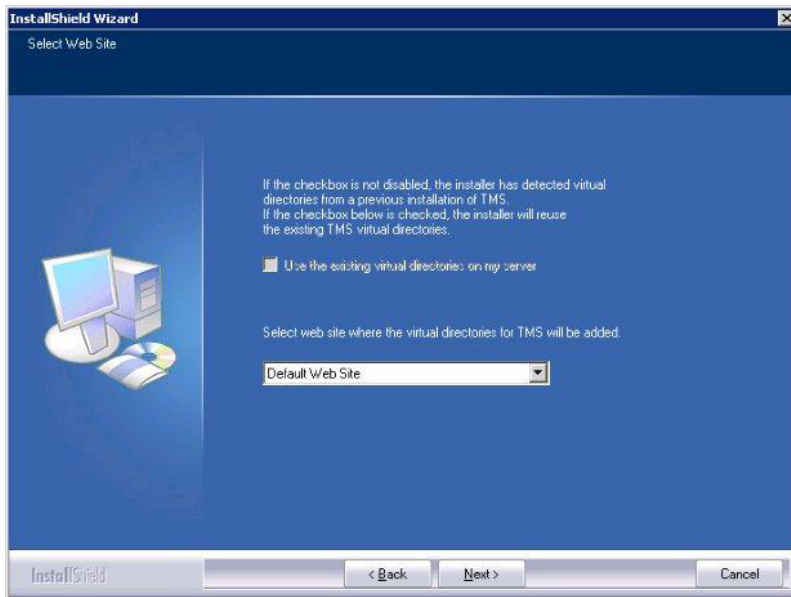 InstallShield Wizard
Select Web Site
If the checkbox is not disabled, the installer has detected virtual
directories from a previous installation of TMS.
If the checkbox below is checked, the installer will reuse
the existing TMS virtual directories.
Use the existing virtual directories on my server
Select web site where the virtual directories for TMS will be added.
Default Web Site
InstallShield
< Back
Next >
Cancel